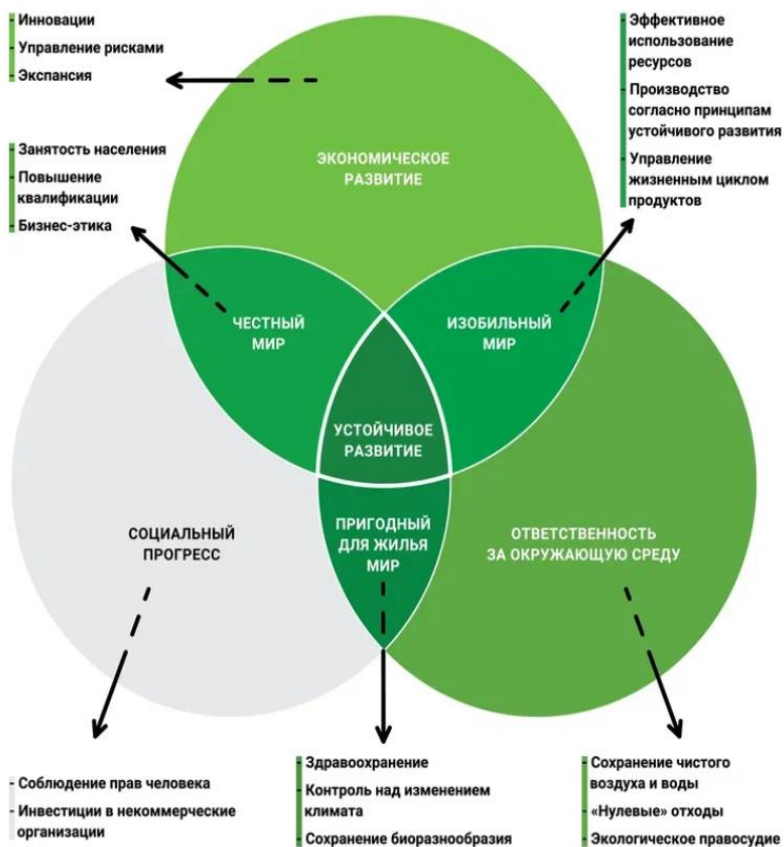 - Инновации
- Управление рисками
- Экспансия
- Эффективное
использование
ресурсов
- Производство
согласно принципам
устойчивого развития
- Управление
жизненным циклом
продуктов
- Занятость населения
- Повышение
квалификации
- Бизнес-этика
ЭКОНОМИЧЕСКОЕ
РАЗВИТИЕ
ЧЕСТНЫЙ
МИР
ИЗОБИЛЬНЫЙ
МИР
УСТОЙЧИВОЕ
РАЗВИТИЕ
СОЦИАЛЬНЫЙ
ПРОГРЕСС
ПРИГОДНЫЙ
ДЛЯ ЖИЛЬЯ
МИР
ОТВЕТСТВЕННОСТЬ
ЗА ОКРУЖАЮЩУЮ СРЕДУ
- Соблюдение прав человека
- Инвестиции в некоммерческие
организации
- Здравоохранение
- Контроль над изменением
климата
- Сохранение биоразнообразия
- Сохранение чистого
воздуха и воды
- «Нулевые» отходы
- Экологическое правосудие